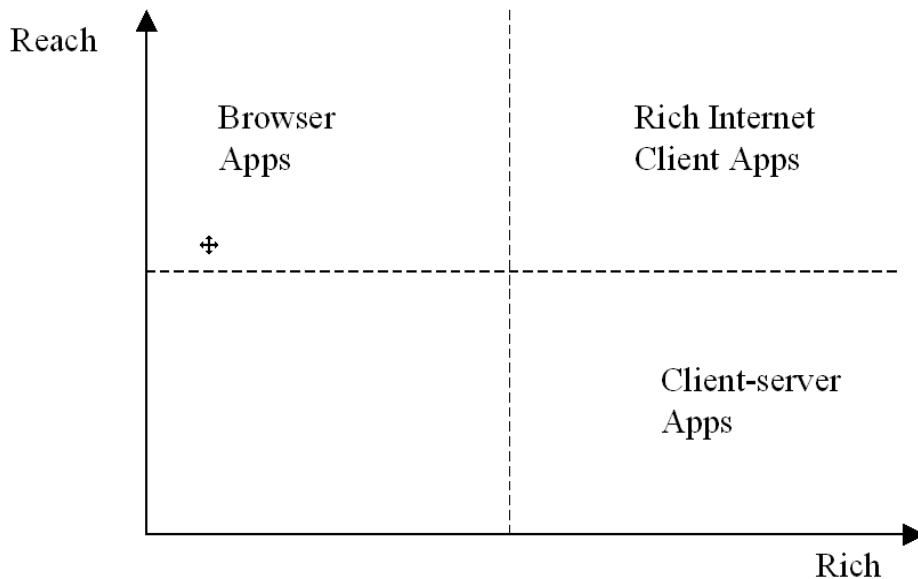 Reach
Browser
Apps
Rich Internet
Client Apps
Client-server
Apps
Rich